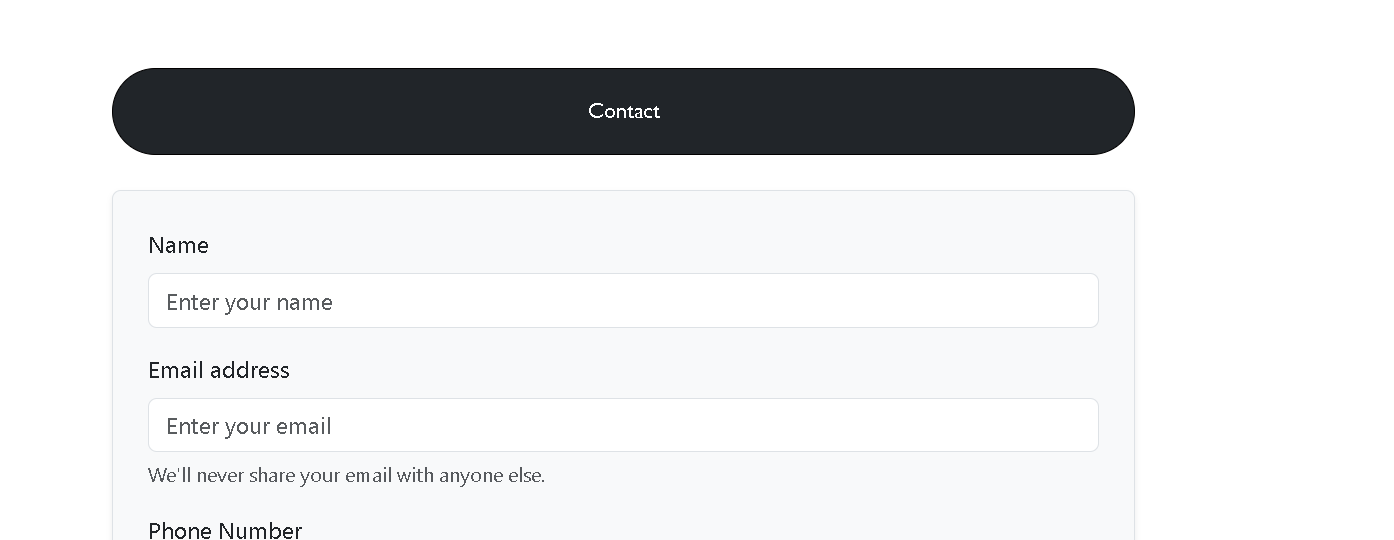 Contact
Name
Enter your name
Email address
Enter your email
We'll never share your email with anyone else.
Phone Number